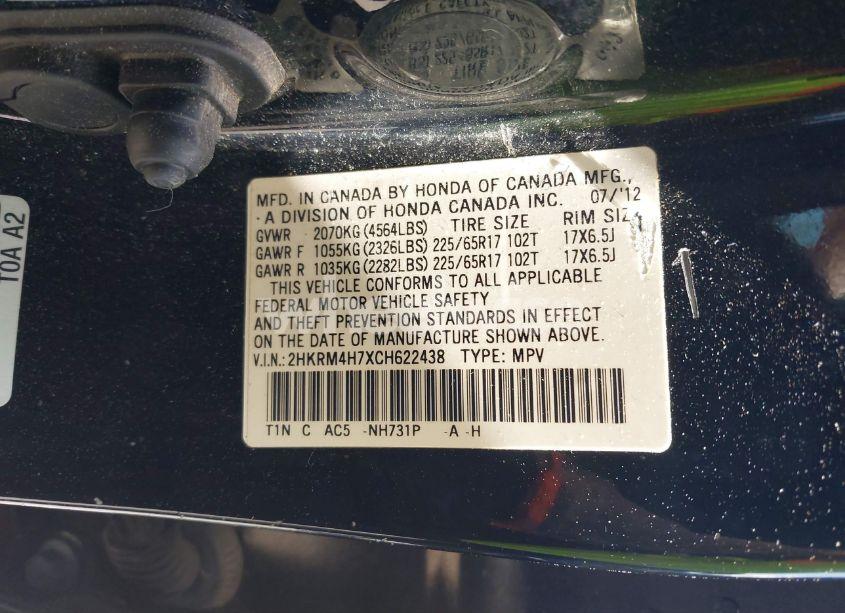 TIRE SIZE
TOA A2
MFD. IN CANADA BY HONDA OF CANADA MFG.,
A DIVISION OF HONDA CANADA INC. 07/'12
GVWR 2070KG (4564LBS) TIRE SIZE RIM SIZE
GAWR F 1055KG (2326LBS) 225/65R17 102T 17X6.5J
GAWR R 1035KG (2282LBS) 225/65R17 102T 17X6.5J
THIS VEHICLE CONFORMS TO ALL APPLICABLE
FEDERAL MOTOR VEHICLE SAFETY
AND THEFT PREVENTION STANDARDS IN EFFECT
ON THE DATE OF MANUFACTURE SHOWN ABOVE.
V.I.N.: 2HKRM4H7XCH622438 TYPE: MPV
T1N C AC5 -NH731P -A -H